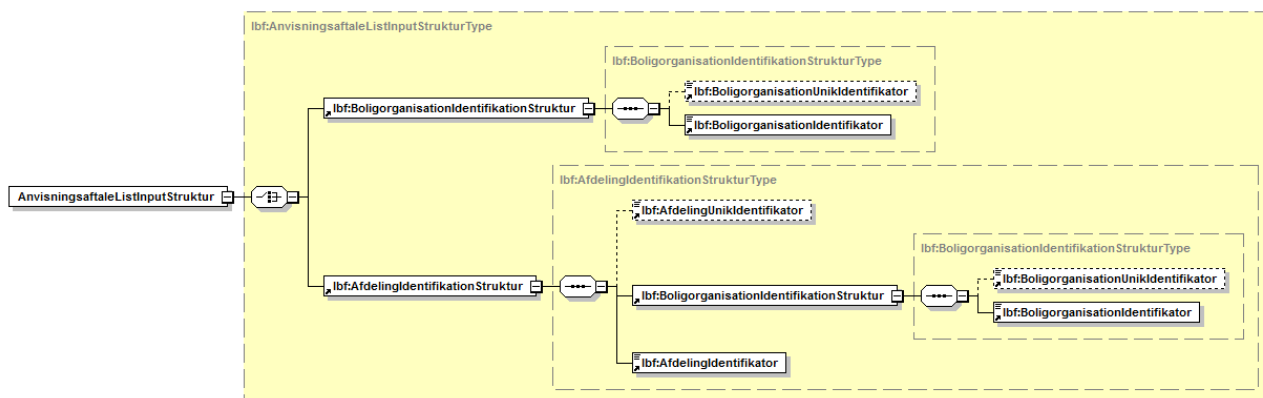 lbf:AnvisningsaftaleListInputStrukturType
lbf:BoligorganisationIdentifikationStrukturType
lbf:BoligorganisationUnikIdentifikator
lbf:BoligorganisationIdentifikationStruktur
lbf:BoligorganisationIdentifikator
lbf:AfdelingIdentifikationStrukturType
AnvisningsaftaleListInputStruktur
lbf:AfdelingUnikIdentifikator
lbf:BoligorganisationIdentifikationStrukturType
lbf:BoligorganisationUnikIdentifikator
lbf:AfdelingIdentifikationStruktur
lbf:BoligorganisationIdentifikationStruktur
lbf:BoligorganisationIdentifikator
lbf:AfdelingIdentifikator